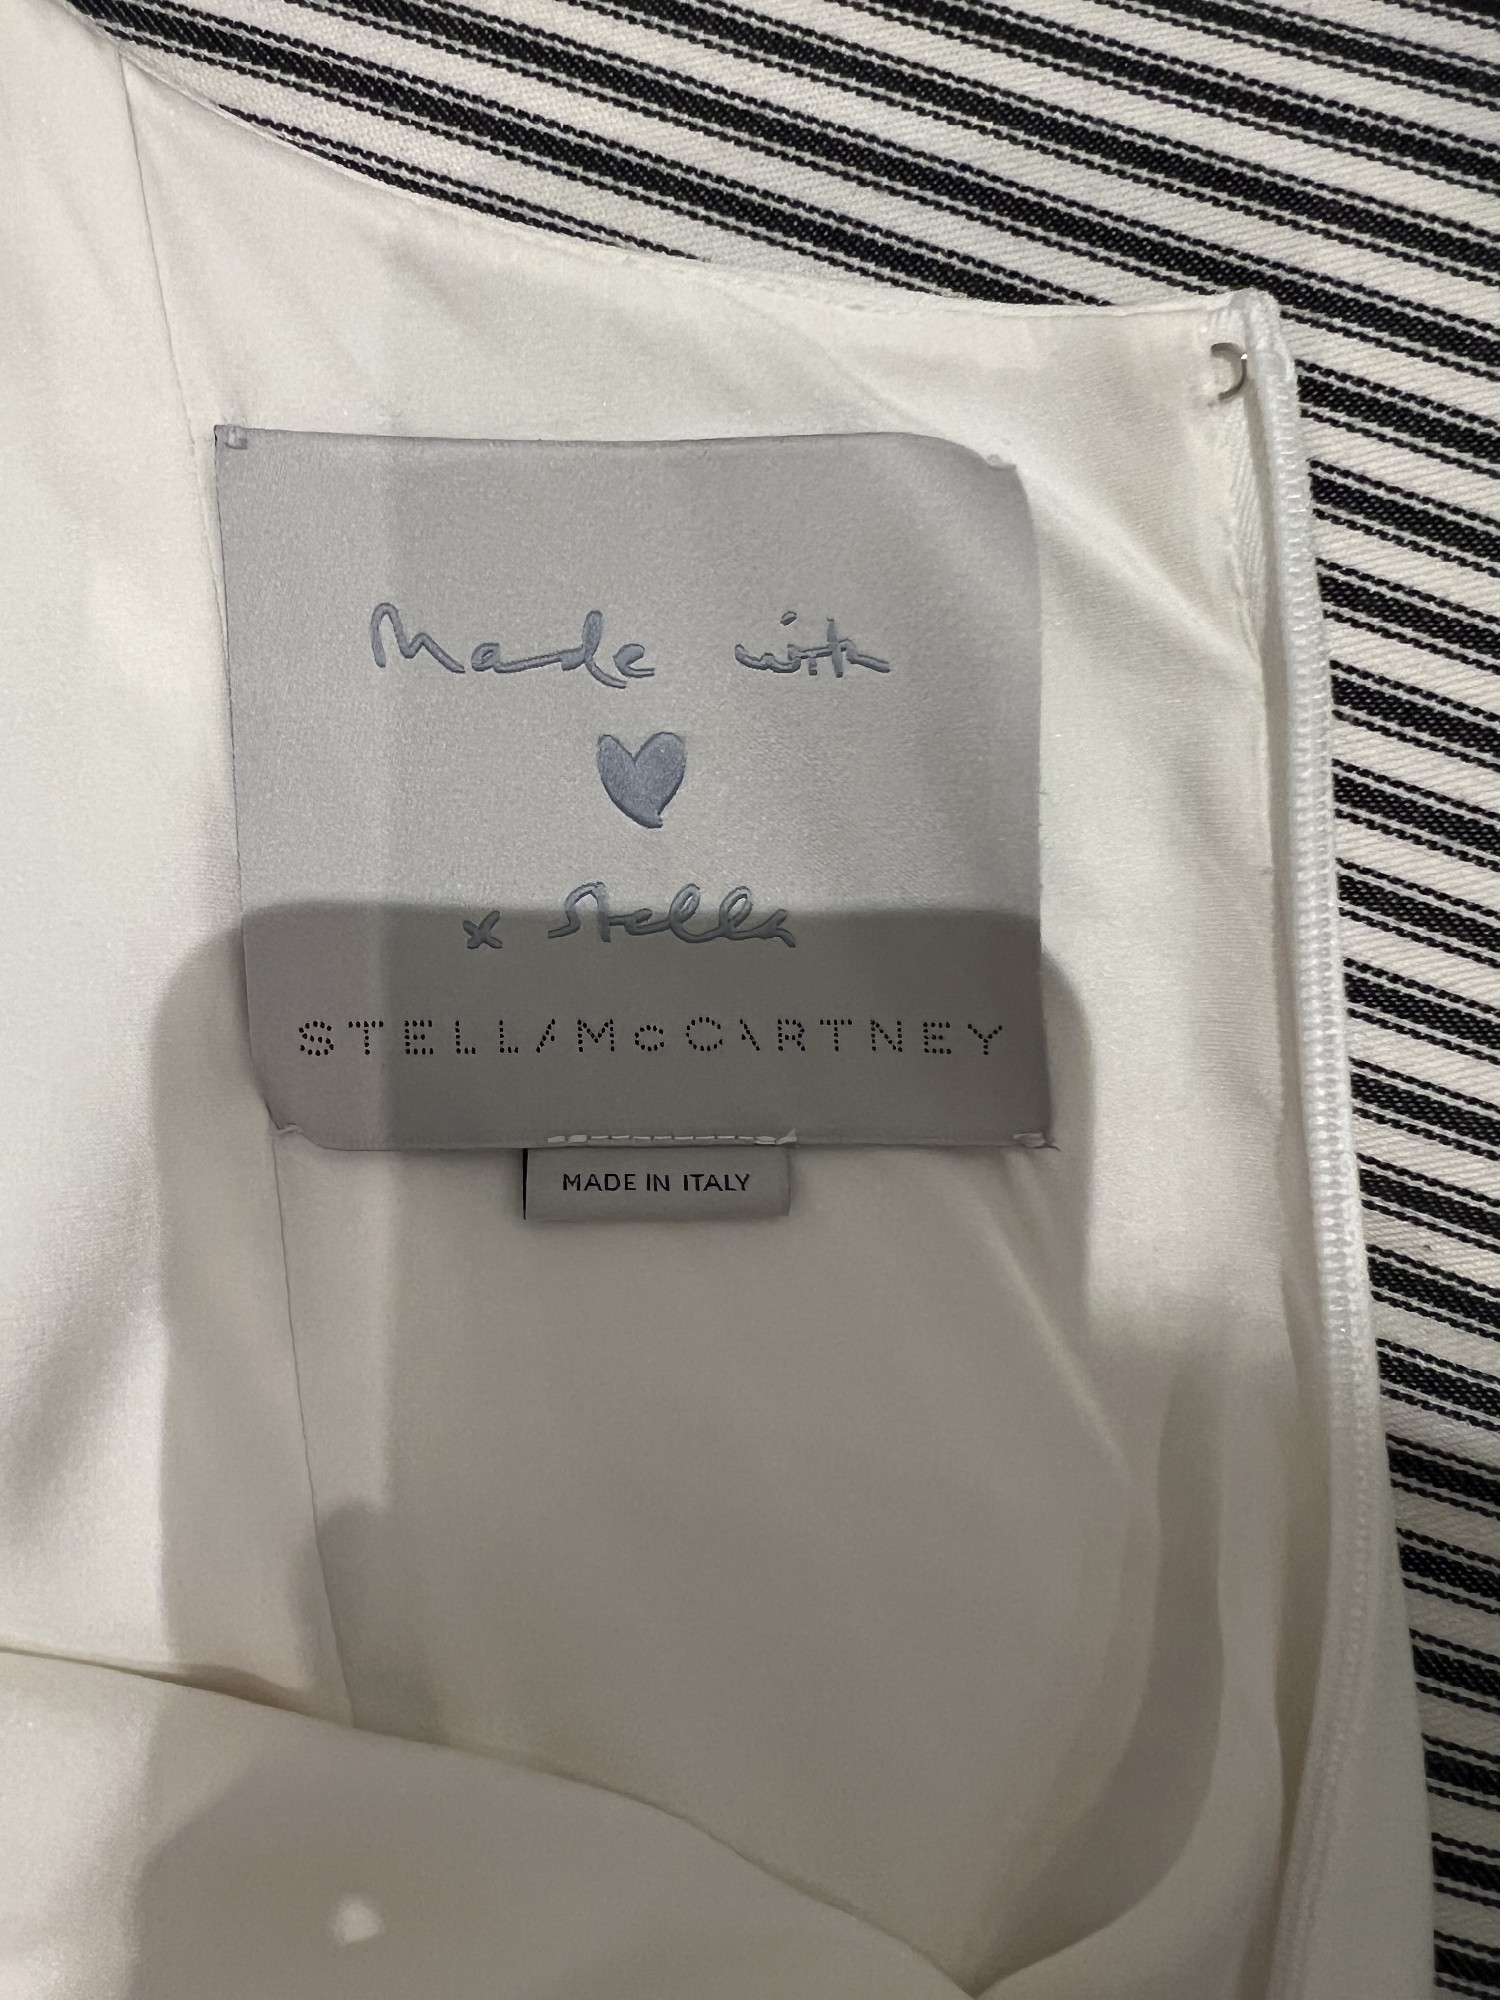 Made with
♥
x Stella
STELLA McCARTNEY
MADE IN ITALY